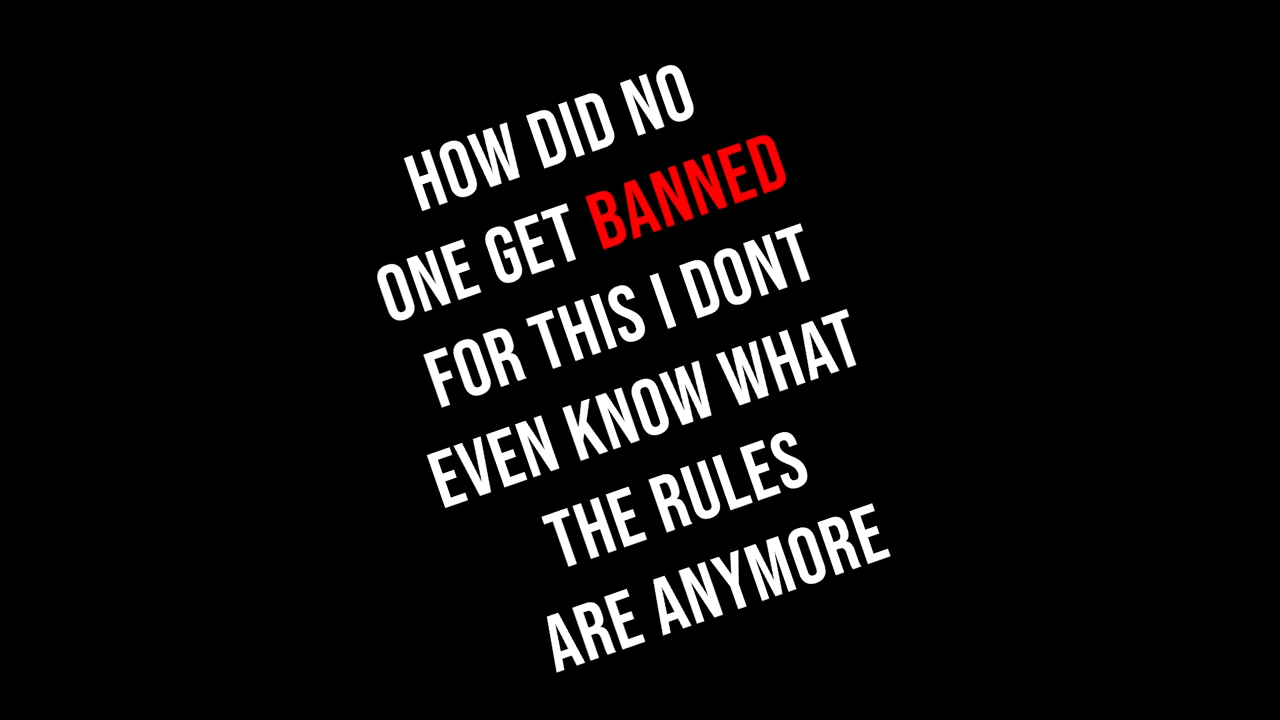 HOW DID NO
ONE GET BANNED
FOR THIS I DONT
EVEN KNOW WHAT
THE RULES
ARE ANYMORE